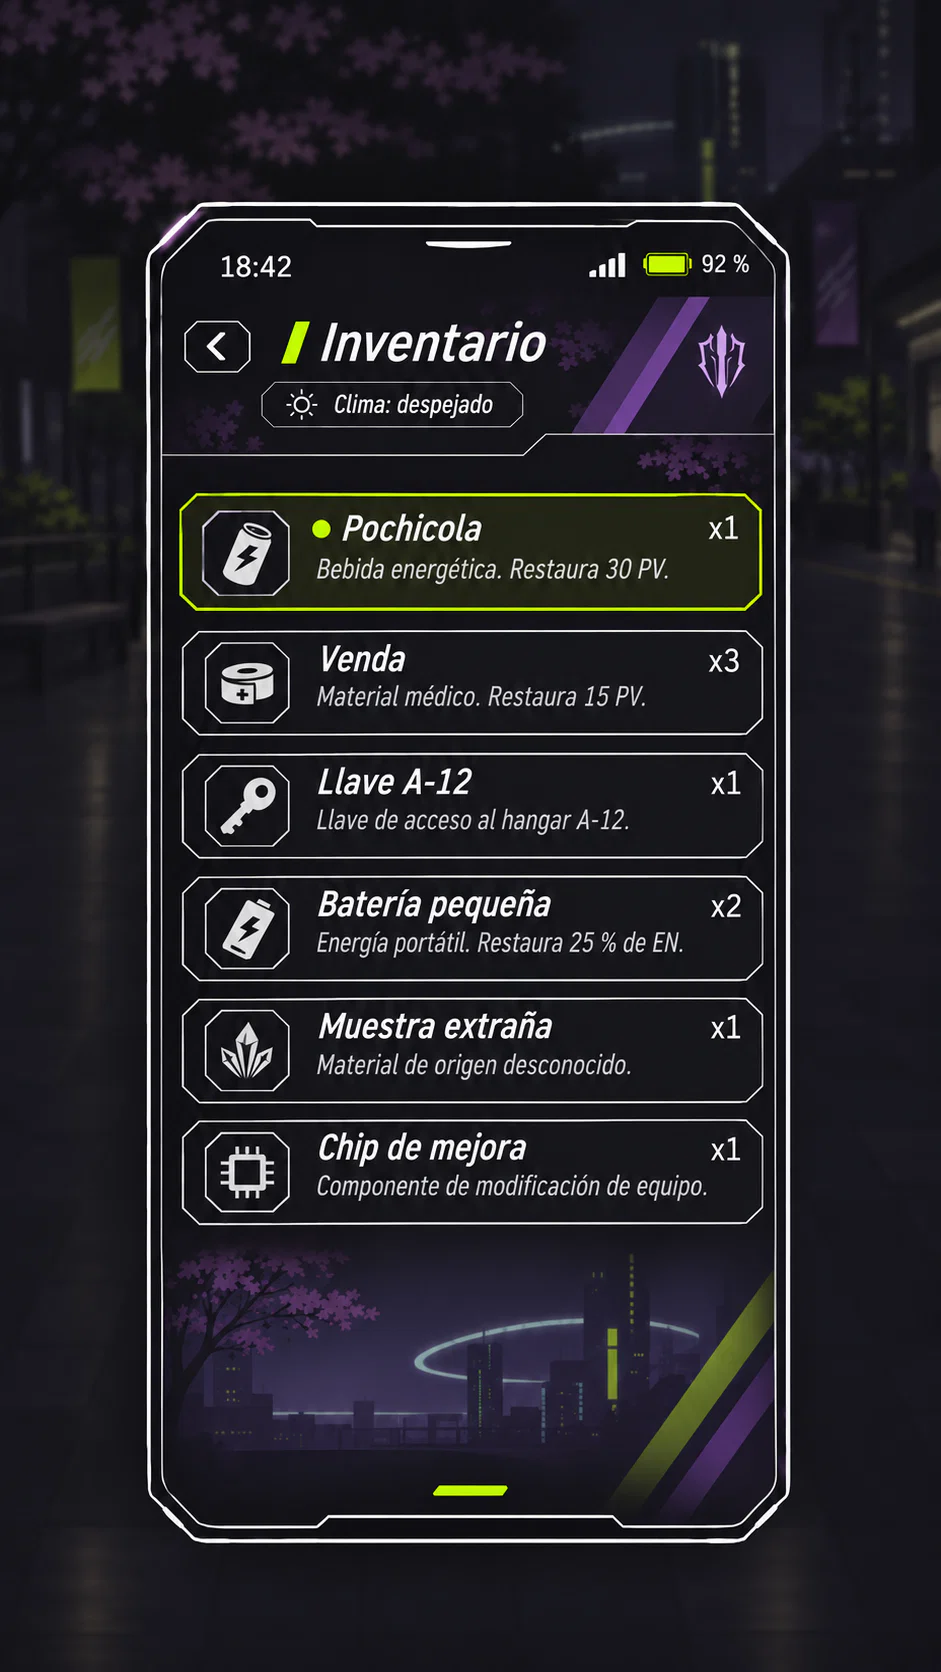 18:42
92 %
Inventario
Clima: despejado
Pochicola
x1
Bebida energética. Restaura 30 PV.
Venda
x3
Material médico. Restaura 15 PV.
Llave A-12
x1
Llave de acceso al hangar A-12.
Batería pequeña
x2
Energía portátil. Restaura 25 % de EN.
Muestra extraña
x1
Material de origen desconocido.
Chip de mejora
x1
Componente de modificación de equipo.